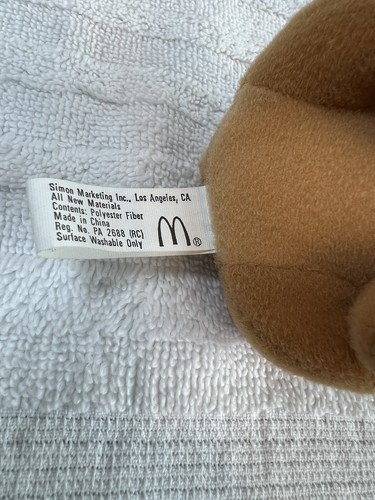 Simon Marketing Inc., Los Angeles, CA
All New Materials
Contents: Polyester Fiber
Made in China
Reg. No. PA 2688 (RC)
Surface Washable Only
M®